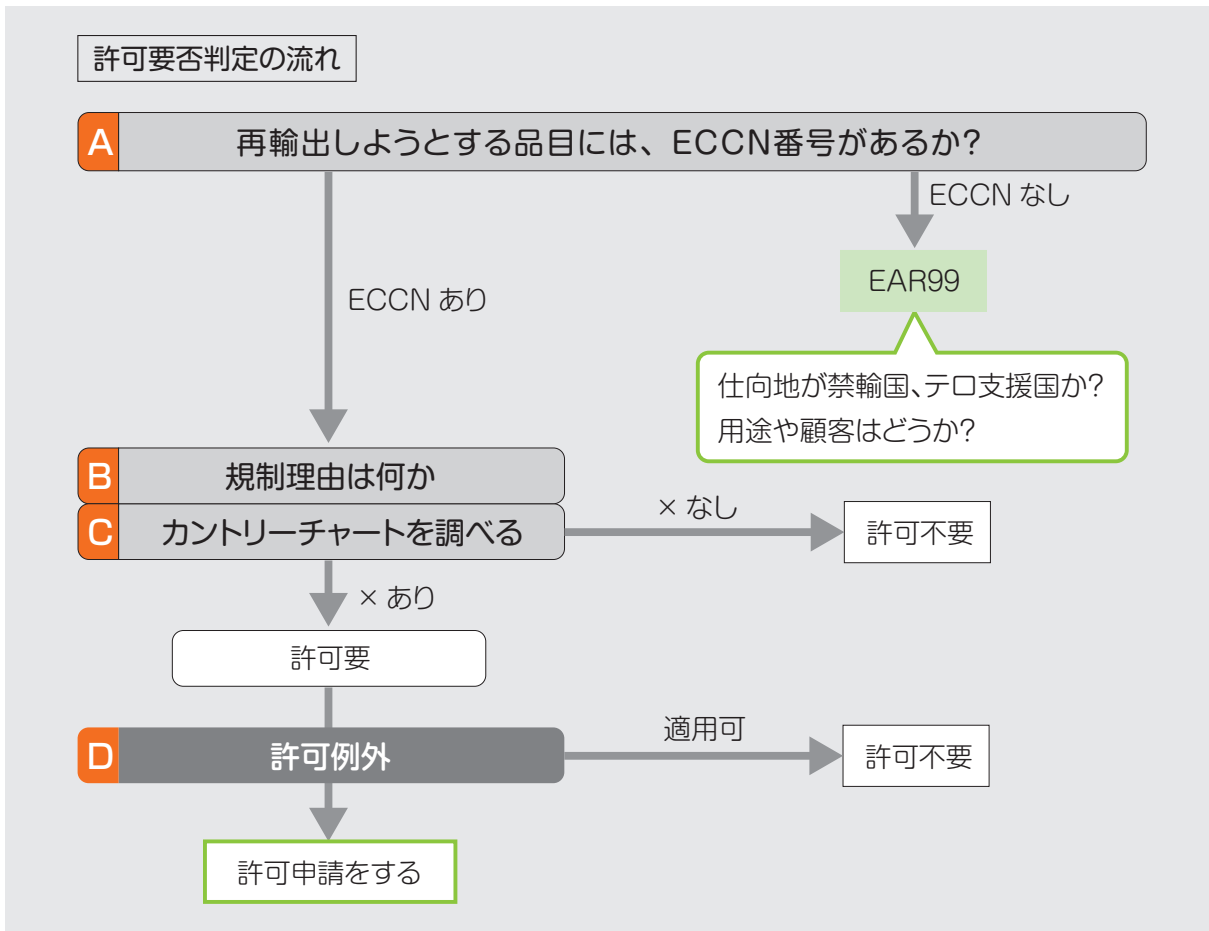 許可要否判定の流れ
A 再輸出しようとする品目には、ECCN番号があるか?
ECCN なし
EAR99
ECCN あり
仕向地が禁輸国、テロ支援国か?
用途や顧客はどうか?
B 規制理由は何か
C カントリーチャートを調べる
× なし
許可不要
× あり
許可要
D 許可例外
適用可
許可不要
許可申請をする